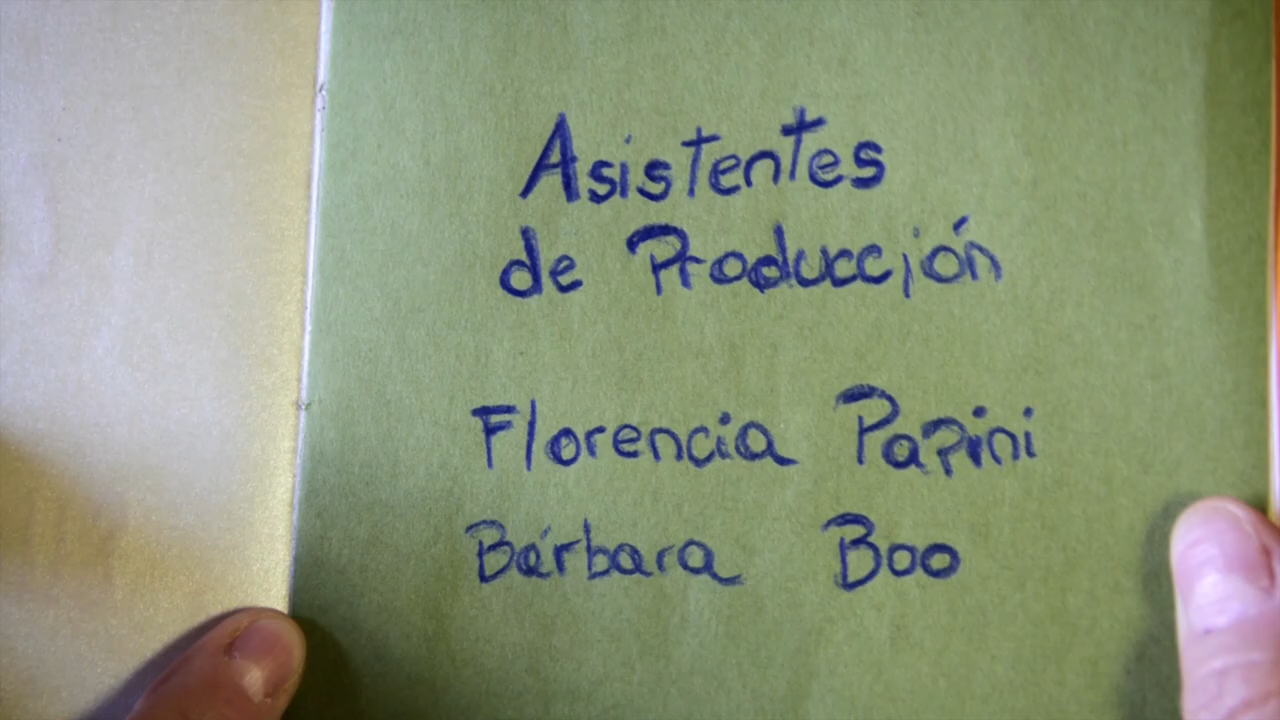 Asistentes
de Producción
Florencia Papini
Bárbara Boo